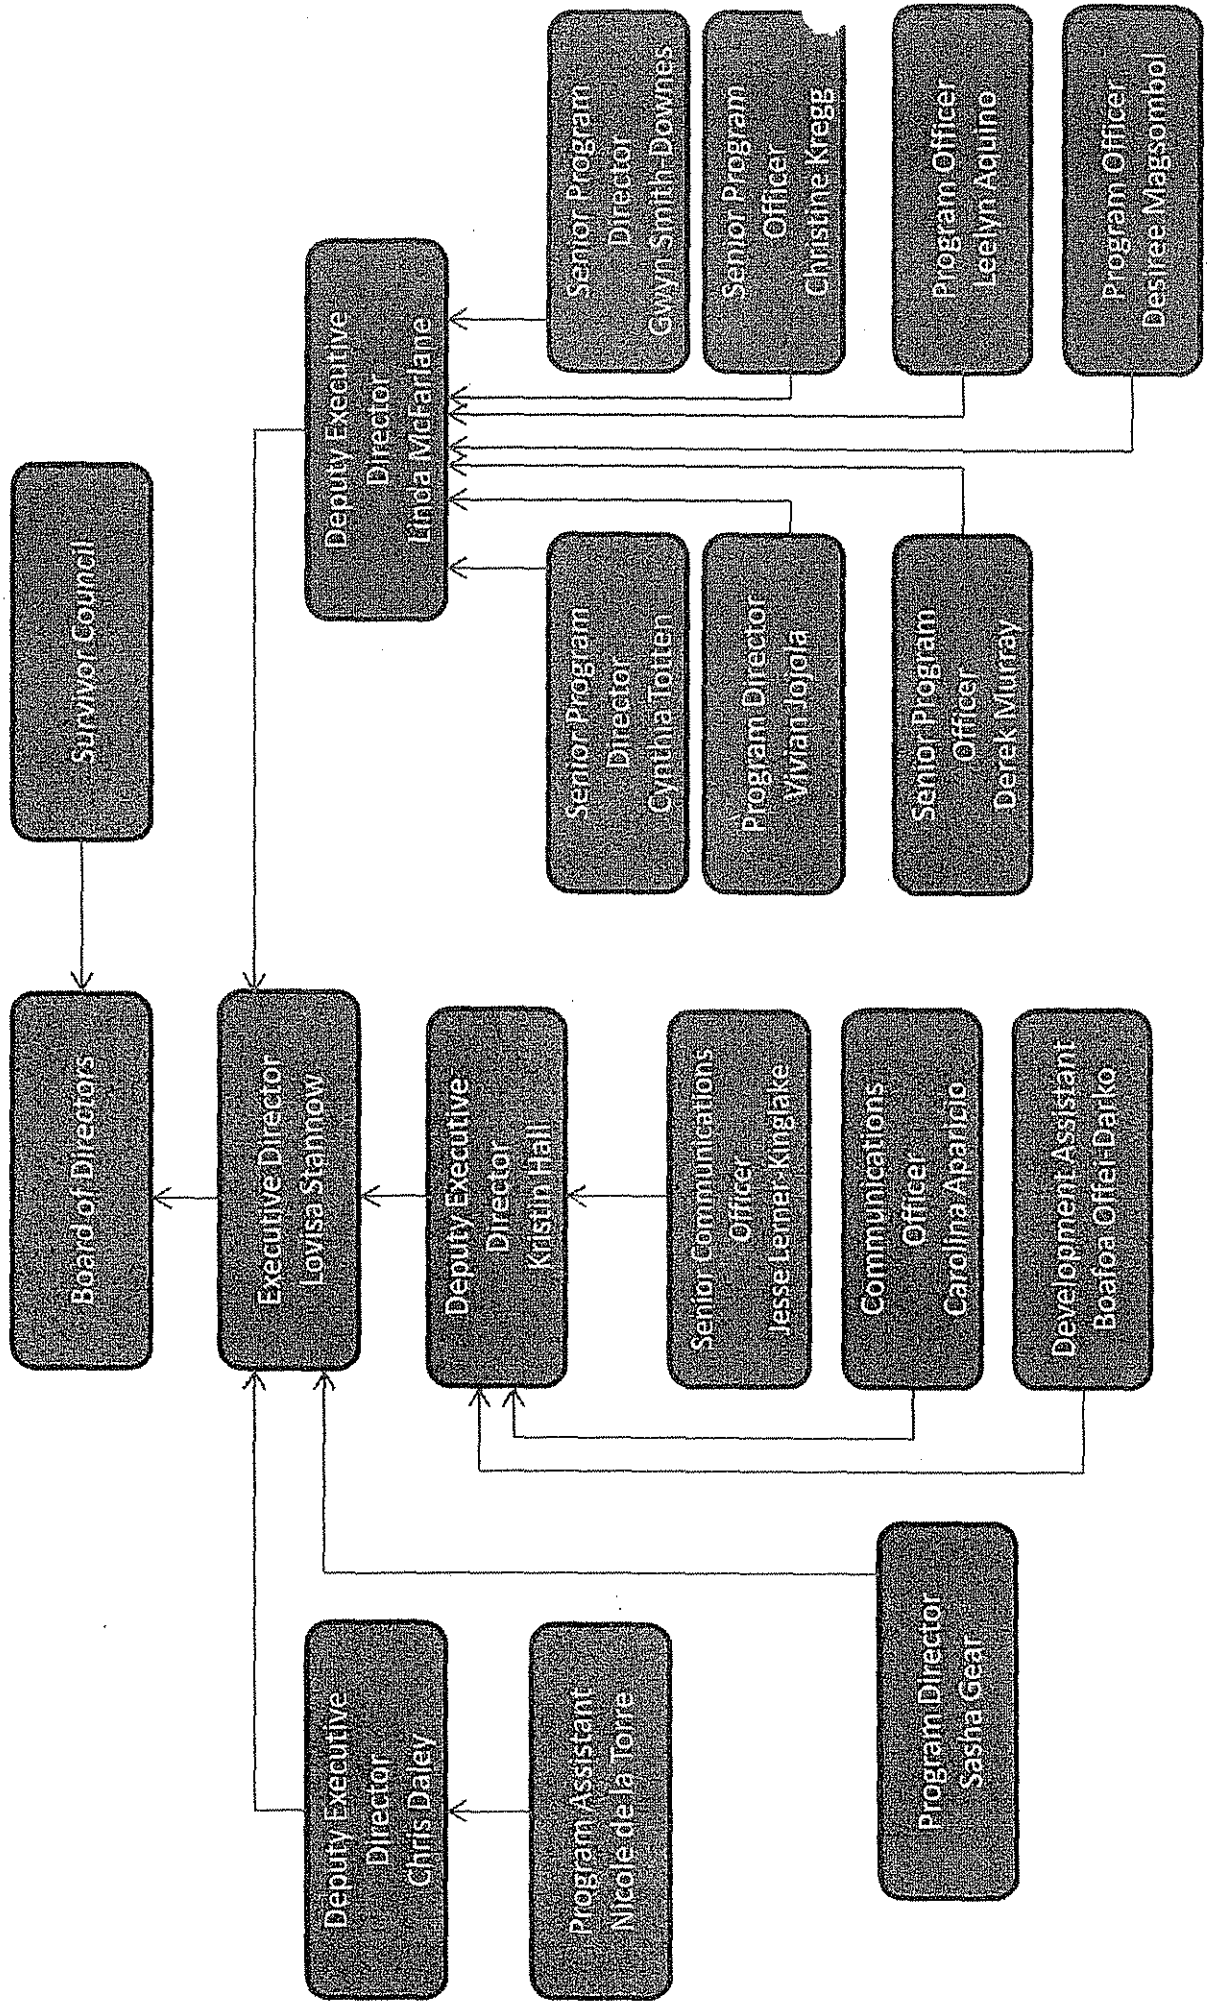 Survivor Council
Board of Directors
Executive Director
Lovisa Stannow
Deputy Executive
Director
Chris Daley
Program Assistant
Nicole de la Torre
Program Director
Sasha Gear
Deputy Executive
Director
Kristin Hall
Senior Communications
Officer
Jesse Lenner-Kinglake
Communications
Officer
Carolina Aparicio
Development Assistant
Boafoa Offei-Darko
Deputy Executive
Director
Linda McFarlane
Senior Program
Director
Cynthia Totten
Program Director
Vivian Jojola
Senior Program
Officer
Derek Murray
Senior Program
Director
Gwyn Smith-Downes
Senior Program
Officer
Christine Kregg
Program Officer
Leelyn Aquino
Program Officer
Desiree Magsombol